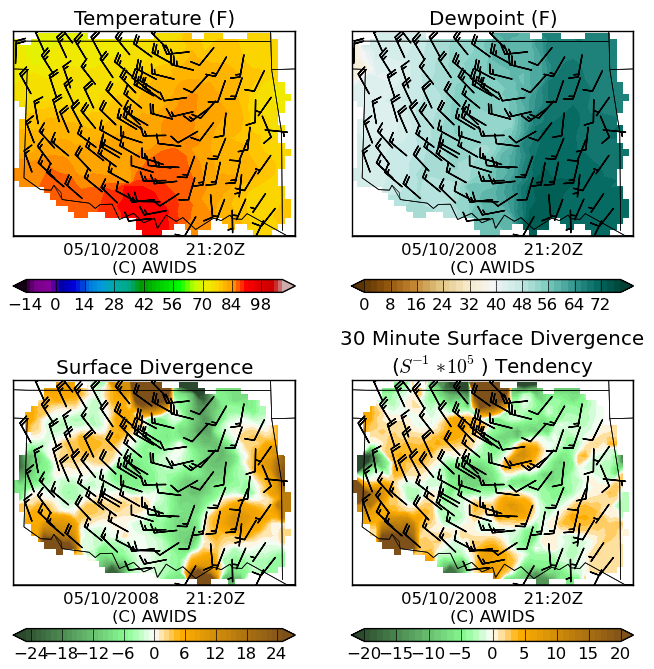 Temperature (F)
Dewpoint (F)
05/10/2008 21:20Z
(C) AWIDS
05/10/2008 21:20Z
(C) AWIDS
−14 0 14 28 42 56 70 84 98
0 8 16 24 32 40 48 56 64 72
Surface Divergence
30 Minute Surface Divergence
(S⁻¹ *10⁵ ) Tendency
05/10/2008 21:20Z
(C) AWIDS
05/10/2008 21:20Z
(C) AWIDS
−24 −18 −12 −6 0 6 12 18 24
−20 −15 −10 −5 0 5 10 15 20